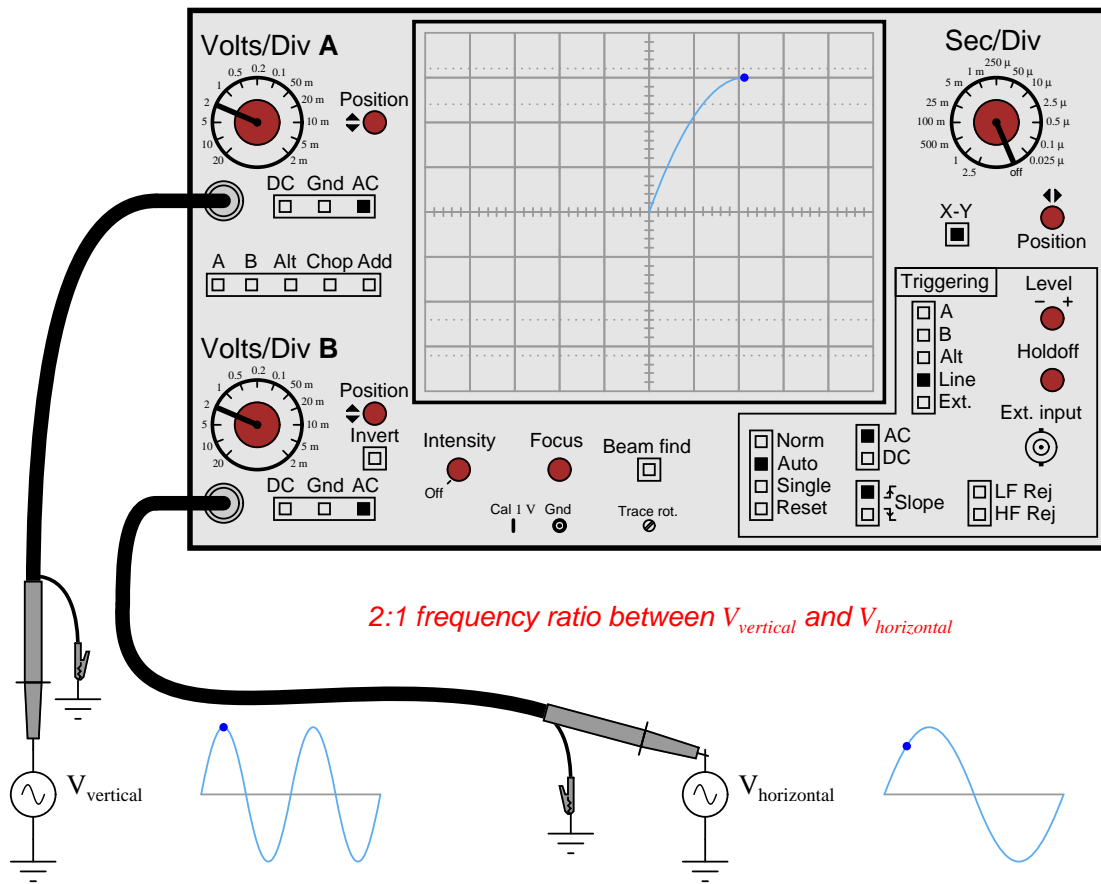 Volts/Div A
0.5 0.2 0.1
1 50 m
2 20 m
5 10 m
10 5 m
20 2 m
Position
DC Gnd AC
A B Alt Chop Add
Volts/Div B
0.5 0.2 0.1
1 50 m
2 20 m
5 10 m
10 5 m
20 2 m
Position
Invert
DC Gnd AC
Intensity
Off
Focus
Beam find
Cal 1 V Gnd Trace rot.
Sec/Div
250 µ
1 m 50 µ
5 m 10 µ
25 m 2.5 µ
100 m 0.5 µ
500 m 0.1 µ
1 0.025 µ
2.5 off
X-Y
Position
Triggering
A
B
Alt
Line
Ext.
Level
− +
Holdoff
Ext. input
Norm
Auto
Single
Reset
AC
DC
Slope
LF Rej
HF Rej
2:1 frequency ratio between Vvertical and Vhorizontal
Vvertical
Vhorizontal